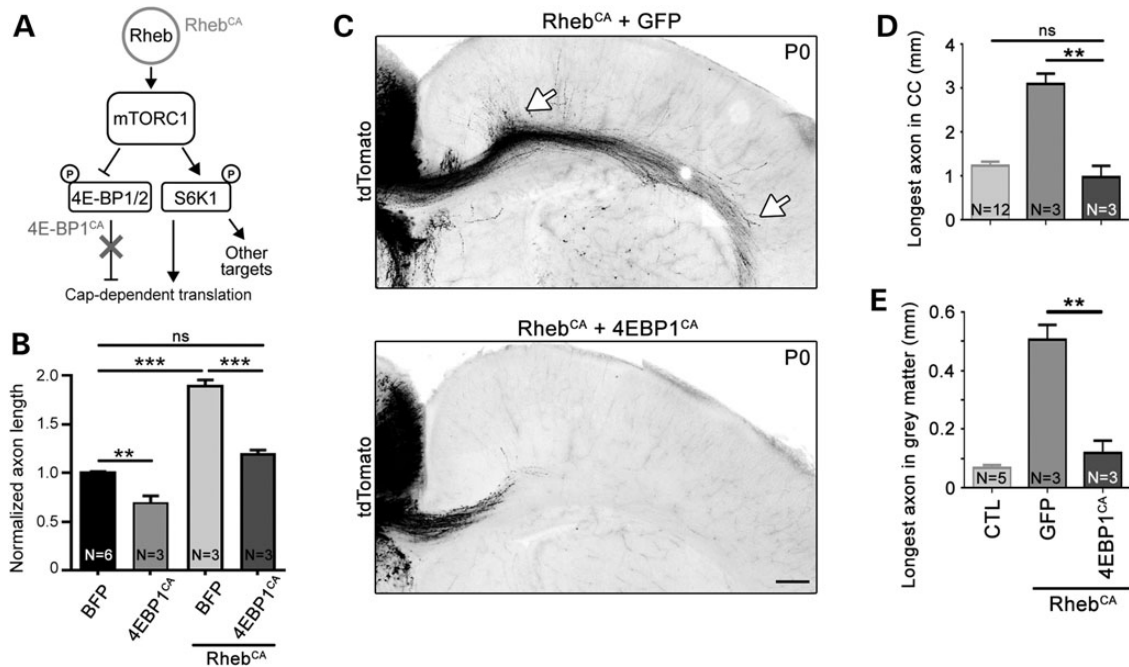 A
Rheb
Rheb^CA
mTORC1
P
4E-BP1/2
P
S6K1
4E-BP1^CA
Other
targets
Cap-dependent translation
B
Normalized axon length
2.0
1.5
1.0
0.5
0
ns
***
***
**
N=6
N=3
N=3
N=3
BFP
4EBP1^CA
BFP
4EBP1^CA
Rheb^CA
C
Rheb^CA + GFP
P0
tdTomato
Rheb^CA + 4EBP1^CA
P0
tdTomato
D
Longest axon in CC (mm)
4
3
2
1
0
ns
**
N=12
N=3
N=3
E
Longest axon in grey matter (mm)
0.6
0.4
0.2
0
**
N=5
N=3
N=3
CTL
GFP
4EBP1^CA
Rheb^CA